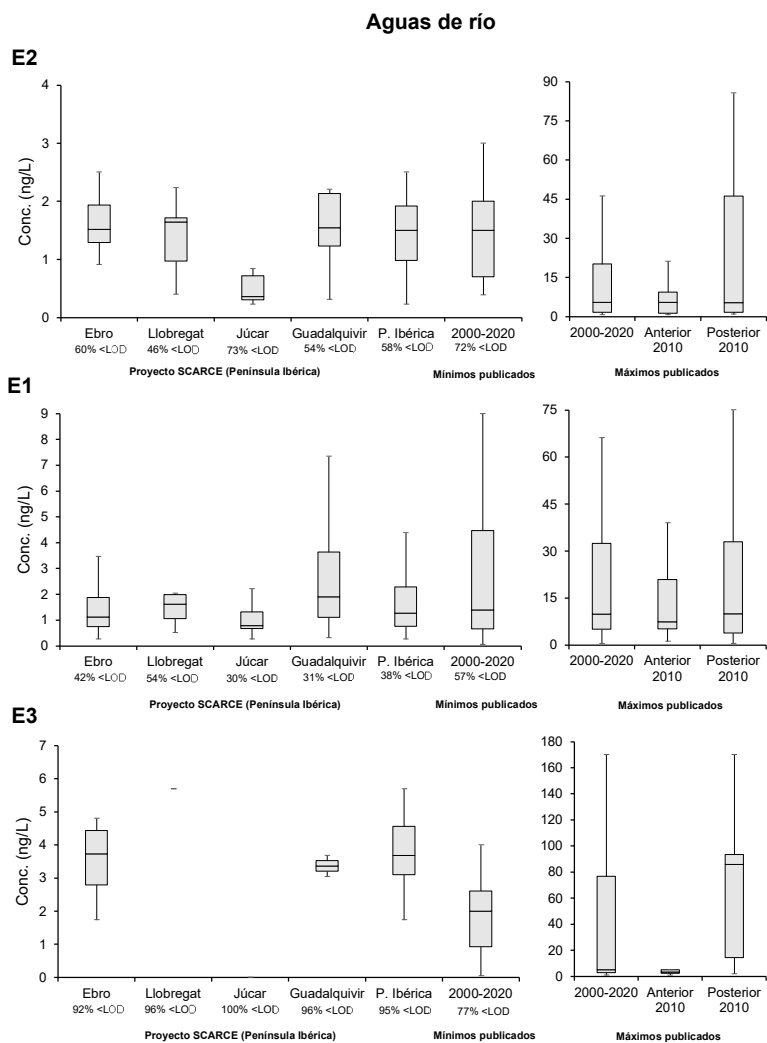 Aguas de río
E2
Conc. (ng/L)
4
3
2
1
0
90
75
60
45
30
15
0
Ebro Llobregat Júcar Guadalquivir P. Ibérica 2000-2020
60% <LOD 46% <LOD 73% <LOD 54% <LOD 58% <LOD 72% <LOD
Proyecto SCARCE (Península Ibérica) Mínimos publicados
2000-2020 Anterior 2010 Posterior 2010
Máximos publicados
E1
Conc. (ng/L)
9
8
7
6
5
4
3
2
1
0
75
60
45
30
15
0
Ebro Llobregat Júcar Guadalquivir P. Ibérica 2000-2020
42% <LOD 54% <LOD 30% <LOD 31% <LOD 38% <LOD 57% <LOD
Proyecto SCARCE (Península Ibérica) Mínimos publicados
2000-2020 Anterior 2010 Posterior 2010
Máximos publicados
E3
Conc. (ng/L)
7
6
5
4
3
2
1
0
180
160
140
120
100
80
60
40
20
0
Ebro Llobregat Júcar Guadalquivir P. Ibérica 2000-2020
92% <LOD 96% <LOD 100% <LOD 96% <LOD 95% <LOD 77% <LOD
Proyecto SCARCE (Península Ibérica) Mínimos publicados
2000-2020 Anterior 2010 Posterior 2010
Máximos publicados